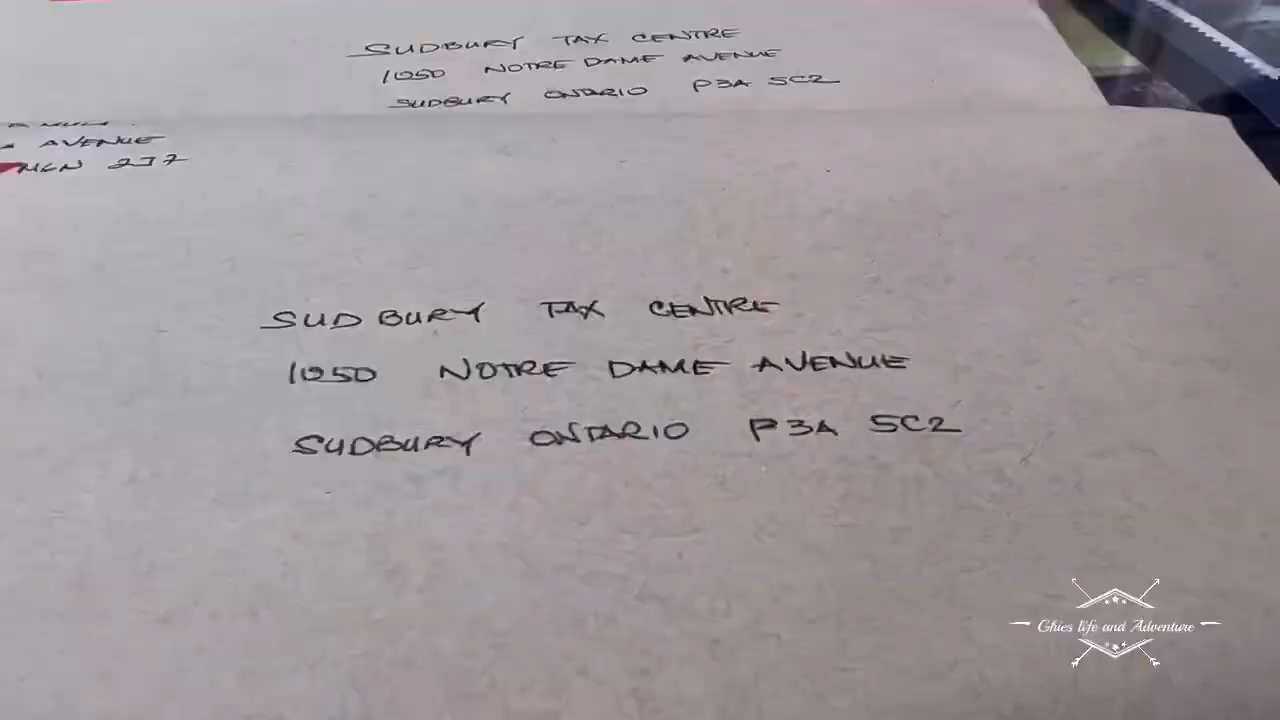 SUDBURY TAX CENTRE
1050 NOTRE DAME AVENUE
SUDBURY ONTARIO P3A 5C2
AVENUE
2J7
SUDBURY TAX CENTRE
1050 NOTRE DAME AVENUE
SUDBURY ONTARIO P3A 5C2
Ghies life and Adventure